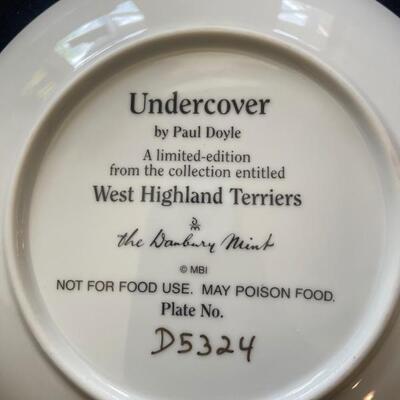 Undercover
by Paul Doyle
A limited-edition
from the collection entitled
West Highland Terriers
the Danbury Mint
© MBI
NOT FOR FOOD USE. MAY POISON FOOD.
Plate No.
D5324